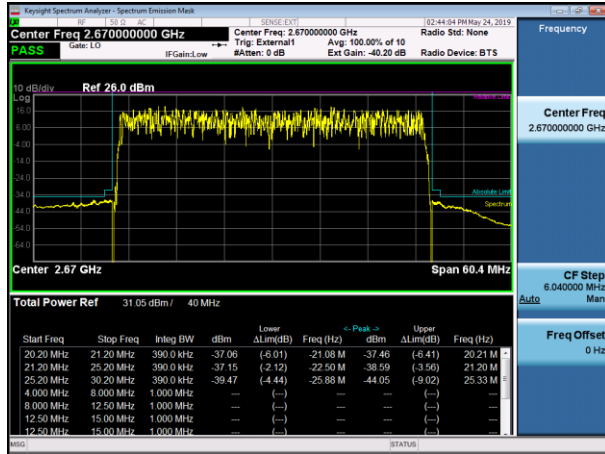 Keysight Spectrum Analyzer - Spectrum Emission Mask
RF 50 Ω AC SENSE:EXT 02:44:04 PM May 24, 2019
Center Freq 2.670000000 GHz Center Freq: 2.670000000 GHz Radio Std: None
Gate: LO Trig: External1 Avg: 100.00% of 10
PASS IFGain:Low #Atten: 0 dB Ext Gain: -40.20 dB Radio Device: BTS
Frequency
10 dB/div Ref 26.0 dBm
Log
16.0
6.00
-4.00
-14.0
-24.0
-34.0
-44.0
-54.0
-64.0
Relative Limit
Absolute Limit
Spectrum
Center 2.67 GHz Span 60.4 MHz
Center Freq
2.670000000 GHz
CF Step
6.040000 MHz
Auto Man
Freq Offset
0 Hz
Total Power Ref 31.05 dBm / 40 MHz
Lower <- Peak -> Upper
Start Freq Stop Freq Integ BW dBm ΔLim(dB) Freq (Hz) dBm ΔLim(dB) Freq (Hz)
20.20 MHz 21.20 MHz 390.0 kHz -37.06 (-6.01) -21.08 M -37.46 (-6.41) 20.21 M
21.20 MHz 25.20 MHz 390.0 kHz -37.15 (-2.12) -22.50 M -38.59 (-3.56) 21.20 M
25.20 MHz 30.20 MHz 390.0 kHz -39.47 (-4.44) -25.88 M -44.05 (-9.02) 25.33 M
4.000 MHz 8.000 MHz 1.000 MHz --- (---) --- --- (---) ---
8.000 MHz 12.50 MHz 1.000 MHz --- (---) --- --- (---) ---
12.50 MHz 15.00 MHz 1.000 MHz --- (---) --- --- (---) ---
12.50 MHz 15.00 MHz 1.000 MHz --- (---) --- --- (---) ---
MSG STATUS